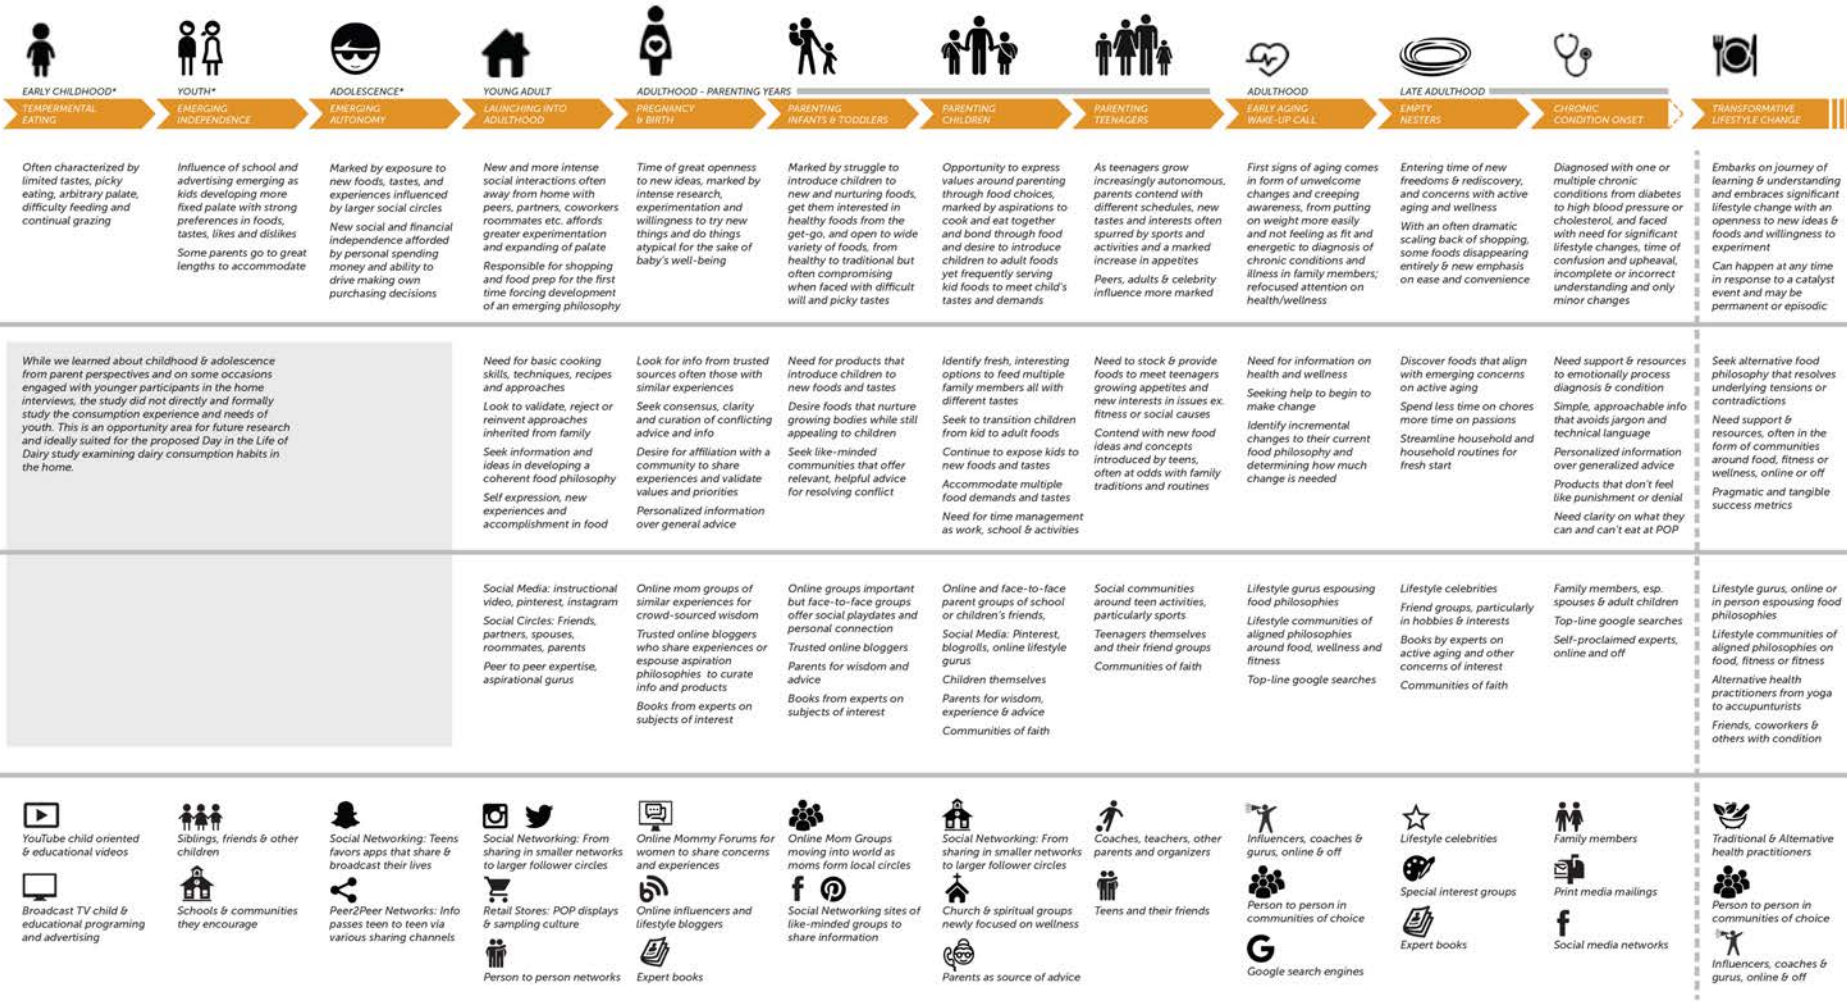 EARLY CHILDHOOD*
TEMPERMENTAL
EATING
Often characterized by
limited tastes, picky
eating, arbitrary palate,
difficulty feeding and
continual grazing
YOUTH*
EMERGING
INDEPENDENCE
Influence of school and
advertising emerging as
kids developing more
fixed palate with strong
preferences in foods,
tastes, likes and dislikes
Some parents go to great
lengths to accommodate
ADOLESCENCE*
EMERGING
AUTONOMY
Marked by exposure to
new foods, tastes, and
experiences influenced
by larger social circles
New social and financial
independence afforded
by personal spending
money and ability to
drive making own
purchasing decisions
YOUNG ADULT
LAUNCHING INTO
ADULTHOOD
New and more intense
social interactions often
away from home with
peers, partners, coworkers
roommates etc. affords
greater experimentation
and expanding of palate
Responsible for shopping
and food prep for the first
time forcing development
of an emerging philosophy
ADULTHOOD - PARENTING YEARS
PREGNANCY
& BIRTH
Time of great openness
to new ideas, marked by
intense research,
experimentation and
willingness to try new
things and do things
atypical for the sake of
baby's well-being
PARENTING
INFANTS & TODDLERS
Marked by struggle to
introduce children to
new and nurturing foods,
get them interested in
healthy foods from the
get-go, and open to wide
variety of foods, from
healthy to traditional but
often compromising
when faced with difficult
will and picky tastes
PARENTING
CHILDREN
Opportunity to express
values around parenting
through food choices,
marked by aspirations to
cook and eat together
and bond through food
and desire to introduce
children to adult foods
yet frequently serving
kid foods to meet child's
tastes and demands
PARENTING
TEENAGERS
As teenagers grow
increasingly autonomous,
parents contend with
different schedules, new
tastes and interests often
spurred by sports and
activities and a marked
increase in appetites
Peers, adults & celebrity
influence more marked
ADULTHOOD
EARLY AGING
WAKE-UP CALL
First signs of aging comes
in form of unwelcome
changes and creeping
awareness, from putting
on weight more easily
and not feeling as fit and
energetic to diagnosis of
chronic conditions and
illness in family members;
refocused attention on
health/wellness
LATE ADULTHOOD
EMPTY
NESTERS
Entering time of new
freedoms & rediscovery,
and concerns with active
aging and wellness
With an often dramatic
scaling back of shopping,
some foods disappearing
entirely & new emphasis
on ease and convenience
CHRONIC
CONDITION ONSET
Diagnosed with one or
multiple chronic
conditions from diabetes
to high blood pressure or
cholesterol, and faced
with need for significant
lifestyle changes, time of
confusion and upheaval,
incomplete or incorrect
understanding and only
minor changes
TRANSFORMATIVE
LIFESTYLE CHANGE
Embarks on journey of
learning & understanding
and embraces significant
lifestyle change with an
openness to new ideas &
foods and willingness to
experiment
Can happen at any time
in response to a catalyst
event and may be
permanent or episodic
While we learned about childhood & adolescence
from parent perspectives and on some occasions
engaged with younger participants in the home
interviews, the study did not directly and formally
study the consumption experience and needs of
youth. This is an opportunity area for future research
and ideally suited for the proposed Day in the Life of
Dairy study examining dairy consumption habits in
the home.
Need for basic cooking
skills, techniques, recipes
and approaches
Look to validate, reject or
reinvent approaches
inherited from family
Seek information and
ideas in developing a
coherent food philosophy
Self expression, new
experiences and
accomplishment in food
Look for info from trusted
sources often those with
similar experiences
Seek consensus, clarity
and curation of conflicting
advice and info
Desire for affiliation with a
community to share
experiences and validate
values and priorities
Personalized information
over general advice
Need for products that
introduce children to
new foods and tastes
Desire foods that nurture
growing bodies while still
appealing to children
Seek like-minded
communities that offer
relevant, helpful advice
for resolving conflict
Identify fresh, interesting
options to feed multiple
family members all with
different tastes
Seek to transition children
from kid to adult foods
Continue to expose kids to
new foods and tastes
Accommodate multiple
food demands and tastes
Need for time management
as work, school & activities
Need to stock & provide
foods to meet teenagers
growing appetites and
new interests in issues ex.
fitness or social causes
Contend with new food
ideas and concepts
introduced by teens,
often at odds with family
traditions and routines
Need for information on
health and wellness
Seeking help to begin to
make change
Identify incremental
changes to their current
food philosophy and
determining how much
change is needed
Discover foods that align
with emerging concerns
on active aging
Spend less time on chores
more time on passions
Streamline household and
household routines for
fresh start
Need support & resources
to emotionally process
diagnosis & condition
Simple, approachable info
that avoids jargon and
technical language
Personalized information
over generalized advice
Products that don't feel
like punishment or denial
Need clarity on what they
can and can't eat at POP
Seek alternative food
philosophy that resolves
underlying tensions or
contradictions
Need support &
resources, often in the
form of communities
around food, fitness or
wellness, online or off
Pragmatic and tangible
success metrics
Social Media: instructional
video, pinterest, instagram
Social Circles: Friends,
partners, spouses,
roommates, parents
Peer to peer expertise,
aspirational gurus
Online mom groups of
similar experiences for
crowd-sourced wisdom
Trusted online bloggers
who share experiences or
espouse aspiration
philosophies to curate
info and products
Books from experts on
subjects of interest
Online groups important
but face-to-face groups
offer social playdates and
personal connection
Trusted online bloggers
Parents for wisdom and
advice
Books from experts on
subjects of interest
Online and face-to-face
parent groups of school
or children's friends,
Social Media: Pinterest,
blogrolls, online lifestyle
gurus
Children themselves
Parents for wisdom,
experience & advice
Communities of faith
Social communities
around teen activities,
particularly sports
Teenagers themselves
and their friend groups
Communities of faith
Lifestyle gurus espousing
food philosophies
Lifestyle communities of
aligned philosophies
around food, wellness and
fitness
Top-line google searches
Lifestyle celebrities
Friend groups, particularly
in hobbies & interests
Books by experts on
active aging and other
concerns of interest
Communities of faith
Family members, esp.
spouses & adult children
Top-line google searches
Self-proclaimed experts,
online and off
Lifestyle gurus, online or
in person espousing food
philosophies
Lifestyle communities of
aligned philosophies on
food, fitness or fitness
Alternative health
practitioners from yoga
to accupunturists
Friends, coworkers &
others with condition
YouTube child oriented
& educational videos
Broadcast TV child &
educational programing
and advertising
Siblings, friends & other
children
Schools & communities
they encourage
Social Networking: Teens
favors apps that share &
broadcast their lives
Peer2Peer Networks: Info
passes teen to teen via
various sharing channels
Social Networking: From
sharing in smaller networks
to larger follower circles
Retail Stores: POP displays
& sampling culture
Person to person networks
Online Mommy Forums for
women to share concerns
and experiences
Online influencers and
lifestyle bloggers
Expert books
Online Mom Groups
moving into world as
moms form local circles
Social Networking sites of
like-minded groups to
share information
Social Networking: From
sharing in smaller networks
to larger follower circles
Church & spiritual groups
newly focused on wellness
Parents as source of advice
Coaches, teachers, other
parents and organizers
Teens and their friends
Influencers, coaches &
gurus, online & off
Person to person in
communities of choice
Google search engines
Lifestyle celebrities
Special interest groups
Expert books
Family members
Print media mailings
Social media networks
Traditional & Alternative
health practitioners
Person to person in
communities of choice
Influencers, coaches &
gurus, online & off